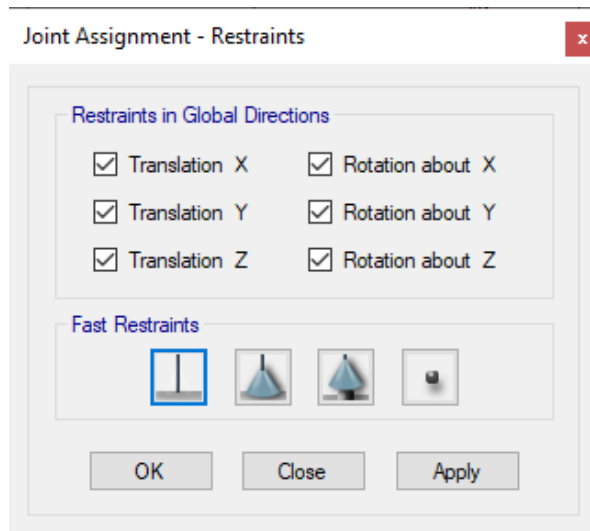 Joint Assignment - Restraints
x
Restraints in Global Directions
Translation X
Rotation about X
Translation Y
Rotation about Y
Translation Z
Rotation about Z
Fast Restraints
OK
Close
Apply